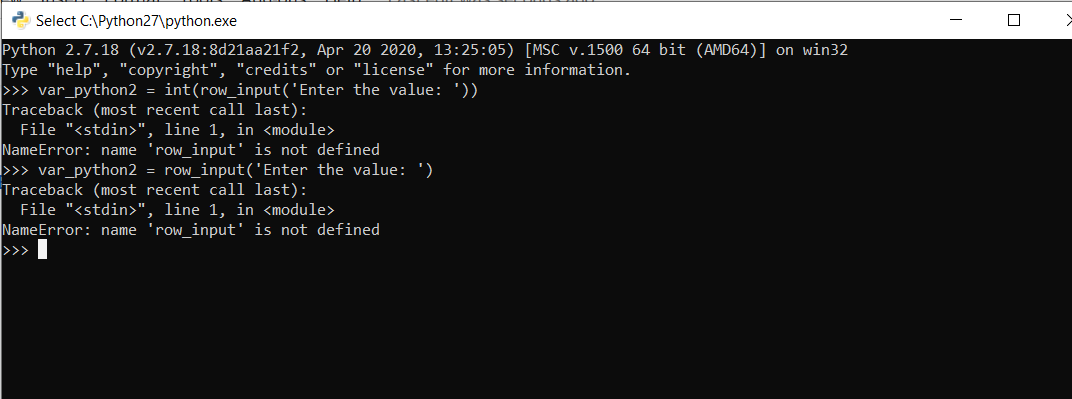 Select C:\Python27\python.exe
Python 2.7.18 (v2.7.18:8d21aa21f2, Apr 20 2020, 13:25:05) [MSC v.1500 64 bit (AMD64)] on win32
Type "help", "copyright", "credits" or "license" for more information.
>>> var_python2 = int(row_input('Enter the value: '))
Traceback (most recent call last):
  File "<stdin>", line 1, in <module>
NameError: name 'row_input' is not defined
>>> var_python2 = row_input('Enter the value: ')
Traceback (most recent call last):
  File "<stdin>", line 1, in <module>
NameError: name 'row_input' is not defined
>>>